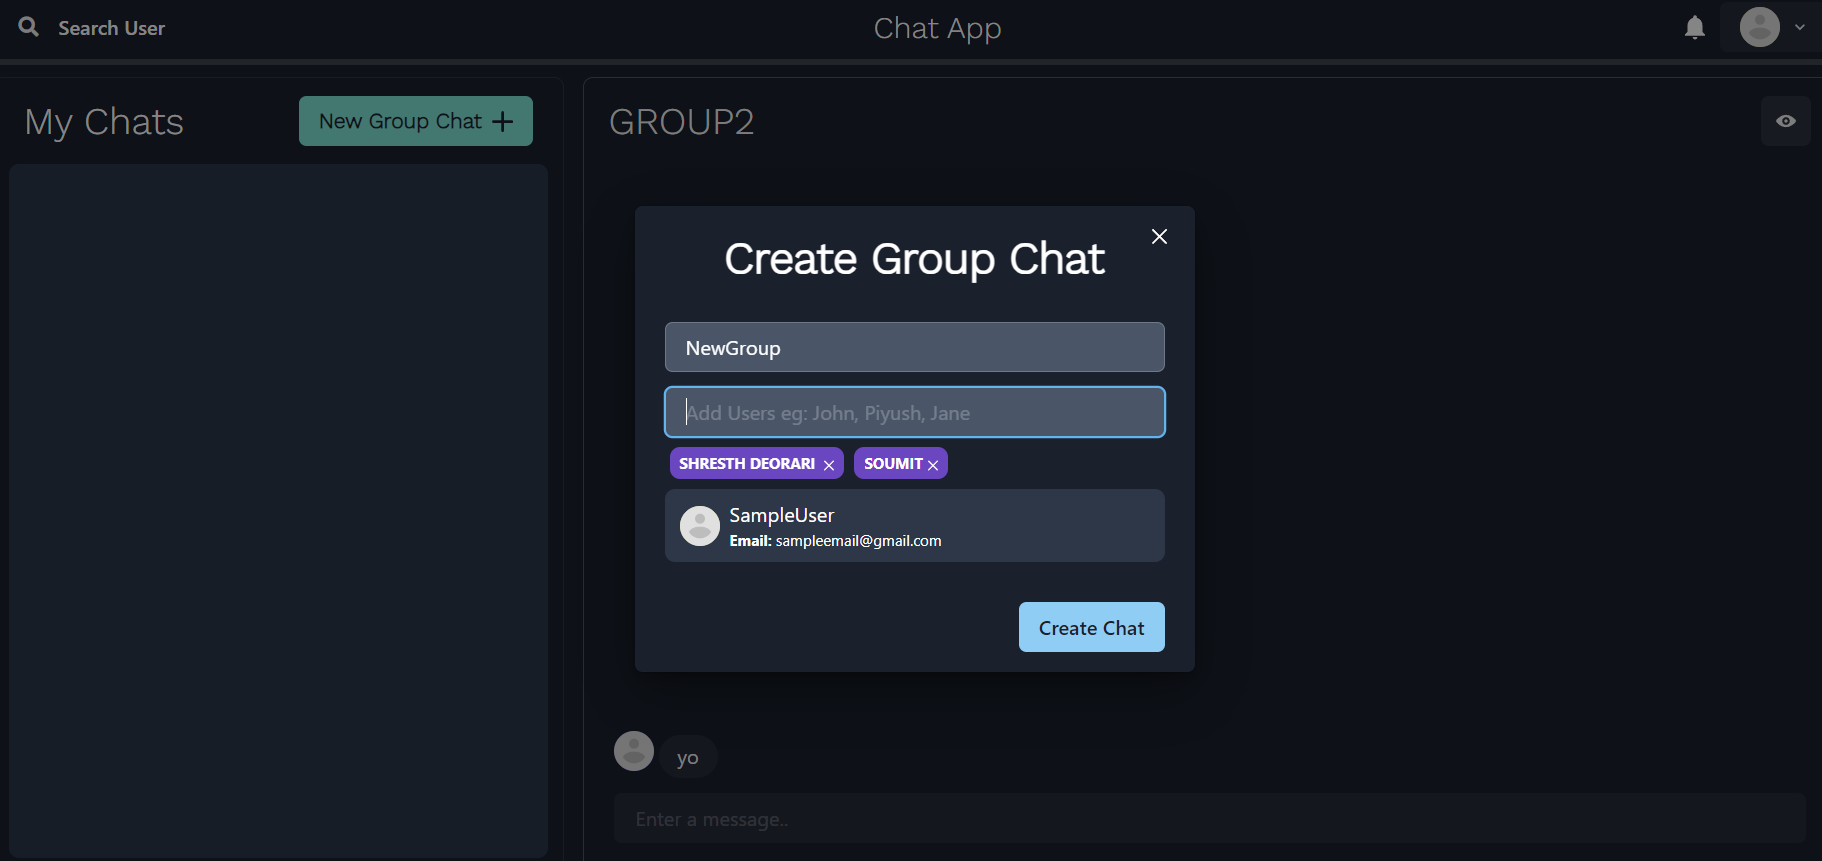 Search User
Chat App
My Chats
New Group Chat
GROUP2
Create Group Chat
NewGroup
Add Users eg: John, Piyush, Jane
SHRESTH DEORARI
SOUMIT
SampleUser
Email: sampleemail@gmail.com
Create Chat
yo
Enter a message..